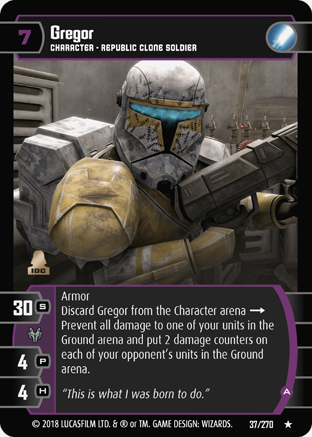 7
Gregor
CHARACTER - REPUBLIC CLONE SOLDIER
IDC
30 S
4 P
4 H
Armor
Discard Gregor from the Character arena →
Prevent all damage to one of your units in the
Ground arena and put 2 damage counters on
each of your opponent's units in the Ground
arena.
"This is what I was born to do."
A
© 2018 LUCASFILM LTD. & ® or TM. GAME DESIGN: WIZARDS. 37/270 ★